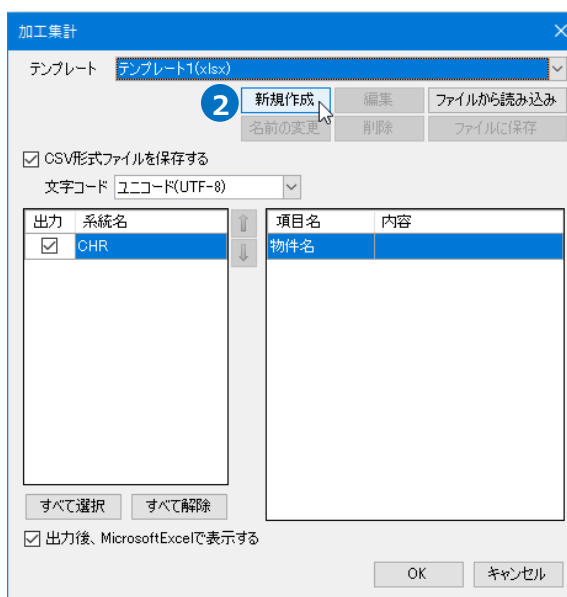 加工集計
テンプレート テンプレート1(xlsx)
2 新規作成 編集 ファイルから読み込み
名前の変更 削除 ファイルに保存
CSV形式ファイルを保存する
文字コード ユニコード(UTF-8)
出力 系統名 項目名 内容
CHR 物件名
すべて選択 すべて解除
出力後、MicrosoftExcelで表示する
OK キャンセル